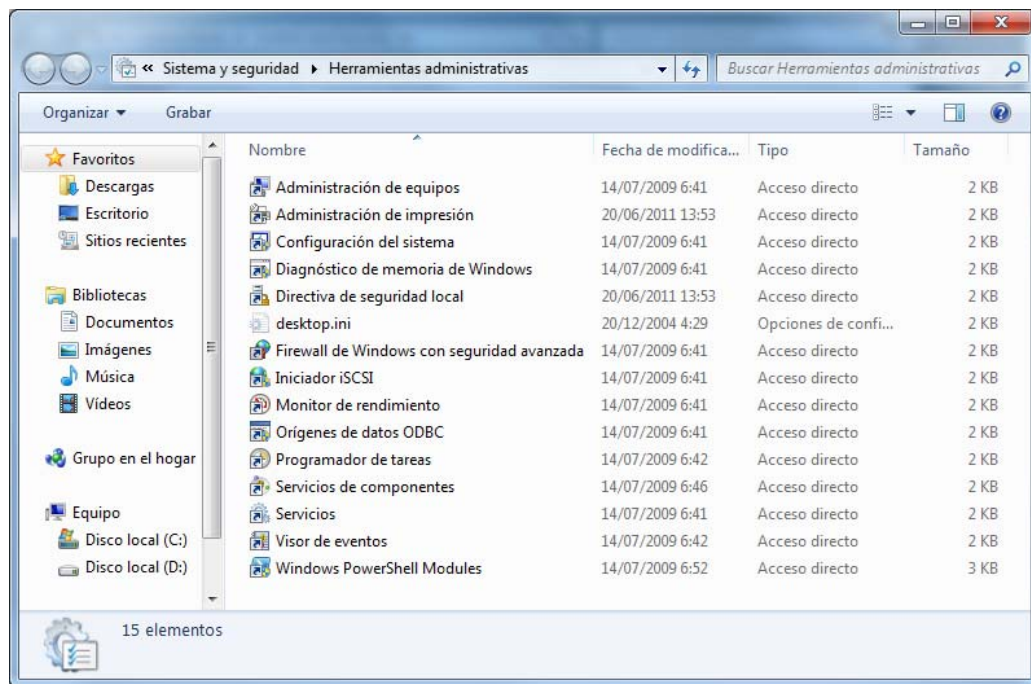 « Sistema y seguridad ▸ Herramientas administrativas Buscar Herramientas administrativas
Organizar Grabar
Favoritos
Descargas
Escritorio
Sitios recientes
Bibliotecas
Documentos
Imágenes
Música
Vídeos
Grupo en el hogar
Equipo
Disco local (C:)
Disco local (D:)
Nombre Fecha de modifica... Tipo Tamaño
Administración de equipos 14/07/2009 6:41 Acceso directo 2 KB
Administración de impresión 20/06/2011 13:53 Acceso directo 2 KB
Configuración del sistema 14/07/2009 6:41 Acceso directo 2 KB
Diagnóstico de memoria de Windows 14/07/2009 6:41 Acceso directo 2 KB
Directiva de seguridad local 20/06/2011 13:53 Acceso directo 2 KB
desktop.ini 20/12/2004 4:29 Opciones de confi... 2 KB
Firewall de Windows con seguridad avanzada 14/07/2009 6:41 Acceso directo 2 KB
Iniciador iSCSI 14/07/2009 6:41 Acceso directo 2 KB
Monitor de rendimiento 14/07/2009 6:41 Acceso directo 2 KB
Orígenes de datos ODBC 14/07/2009 6:41 Acceso directo 2 KB
Programador de tareas 14/07/2009 6:42 Acceso directo 2 KB
Servicios de componentes 14/07/2009 6:46 Acceso directo 2 KB
Servicios 14/07/2009 6:41 Acceso directo 2 KB
Visor de eventos 14/07/2009 6:42 Acceso directo 2 KB
Windows PowerShell Modules 14/07/2009 6:52 Acceso directo 3 KB
15 elementos